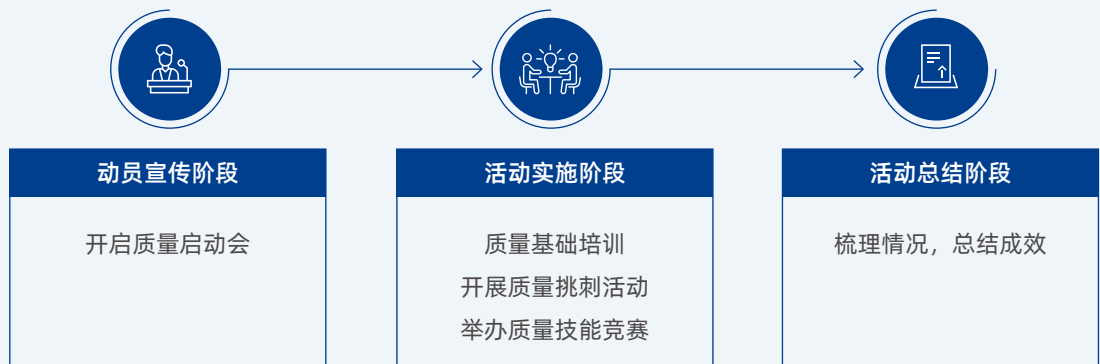 动员宣传阶段
开启质量启动会
活动实施阶段
质量基础培训
开展质量挑刺活动
举办质量技能竞赛
活动总结阶段
梳理情况，总结成效